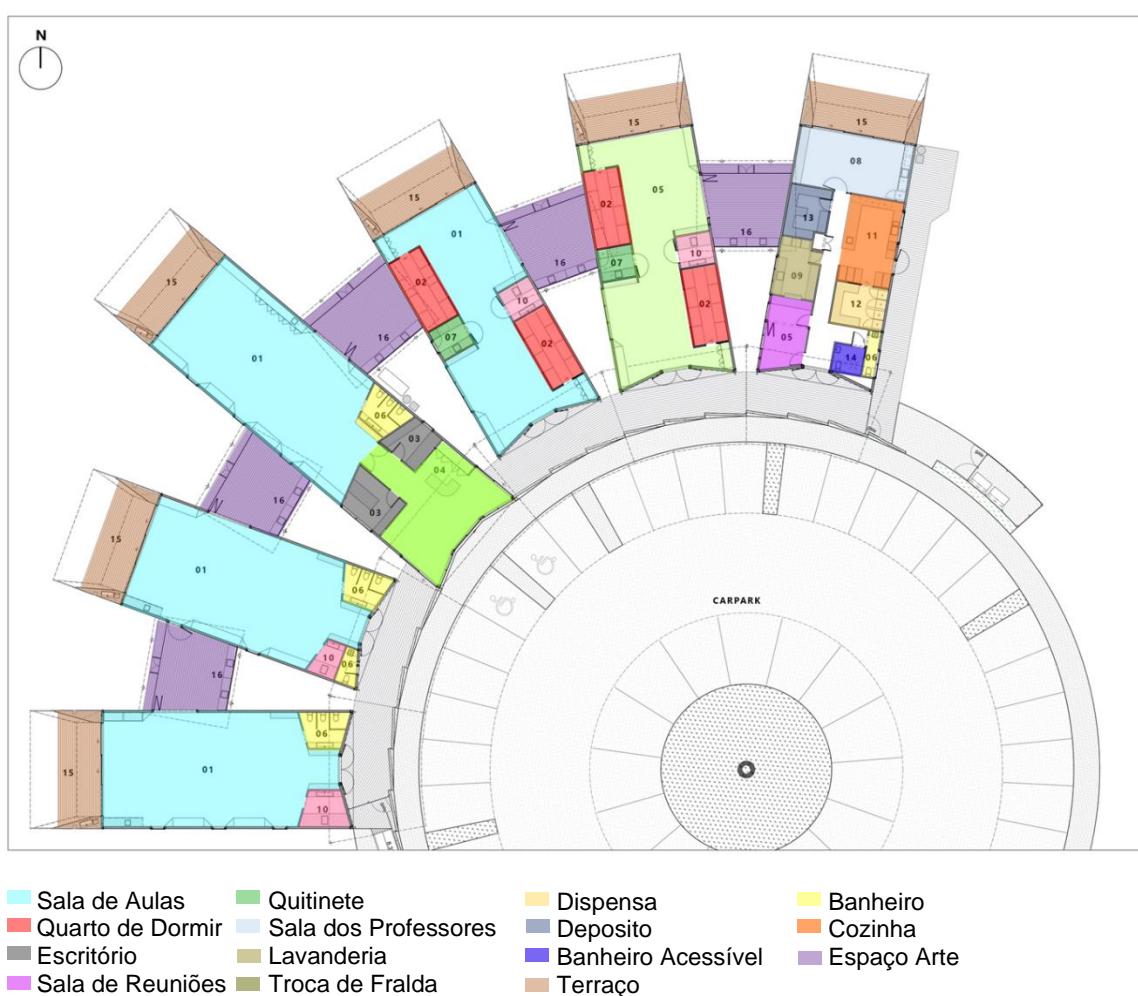 N
15
15
15
05
08
02
16
13
11
01
10
07
16
09
15
02
02
12
10
05
01
16
07
02
14
06
06
03
04
16
03
15
01
06
CARPARK
10
06
16
06
15
01
10
Sala de Aulas
Quarto de Dormir
Escritório
Sala de Reuniões
Quitinete
Sala dos Professores
Lavanderia
Troca de Fralda
Dispensa
Deposito
Banheiro Acessível
Terraço
Banheiro
Cozinha
Espaço Arte